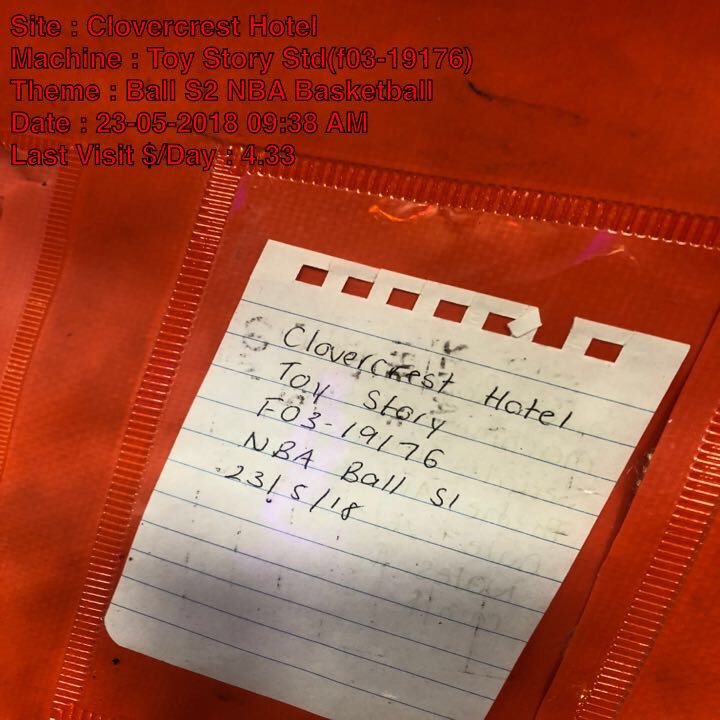 Site : Clovercrest Hotel
Machine : Toy Story Std(f03-19176)
Theme : Ball S2 NBA Basketball
Date : 23-05-2018 09:38 AM
Last Visit $/Day : 4.33
Clovercrest Hotel
Toy Story
F03-19176
NBA Ball S1
23/5/18